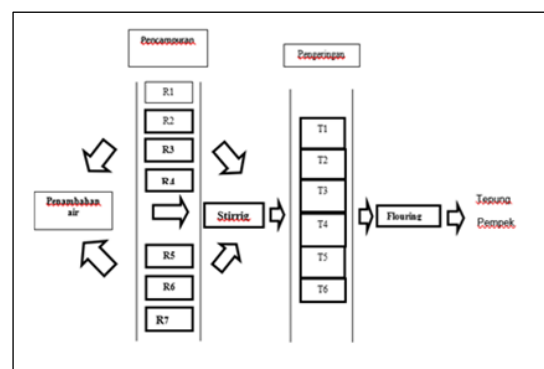 Pencampuran
Pengeringan
R1
R2
R3
R4
R5
R6
R7
Penambahan
air
Stirrig
T1
T2
T3
T4
T5
T6
Flouring
Tepung
Pempek